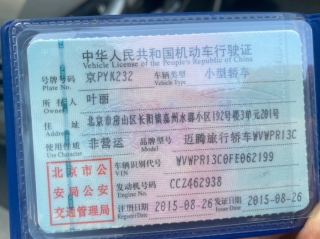 中华人民共和国机动车行驶证
Vehicle License of the People's Republic of China
号牌号码 Plate No. 京PYK232 车辆类型 Vehicle Type 小型轿车
所有人 Owner 叶丽
住址 北京市房山区长阳镇嘉州水郡小区192号楼3单元201号
使用性质 Use Character 非营运 品牌型号 Model 迈腾旅行轿车WVWPR13C
车辆识别代号 VIN WVWPR13C0FE062199
发动机号码 CCZ462938
注册日期 Register Date 2015-08-26 发证日期 Issue Date 2015-08-26
北京市公
安局公安
交通管理局